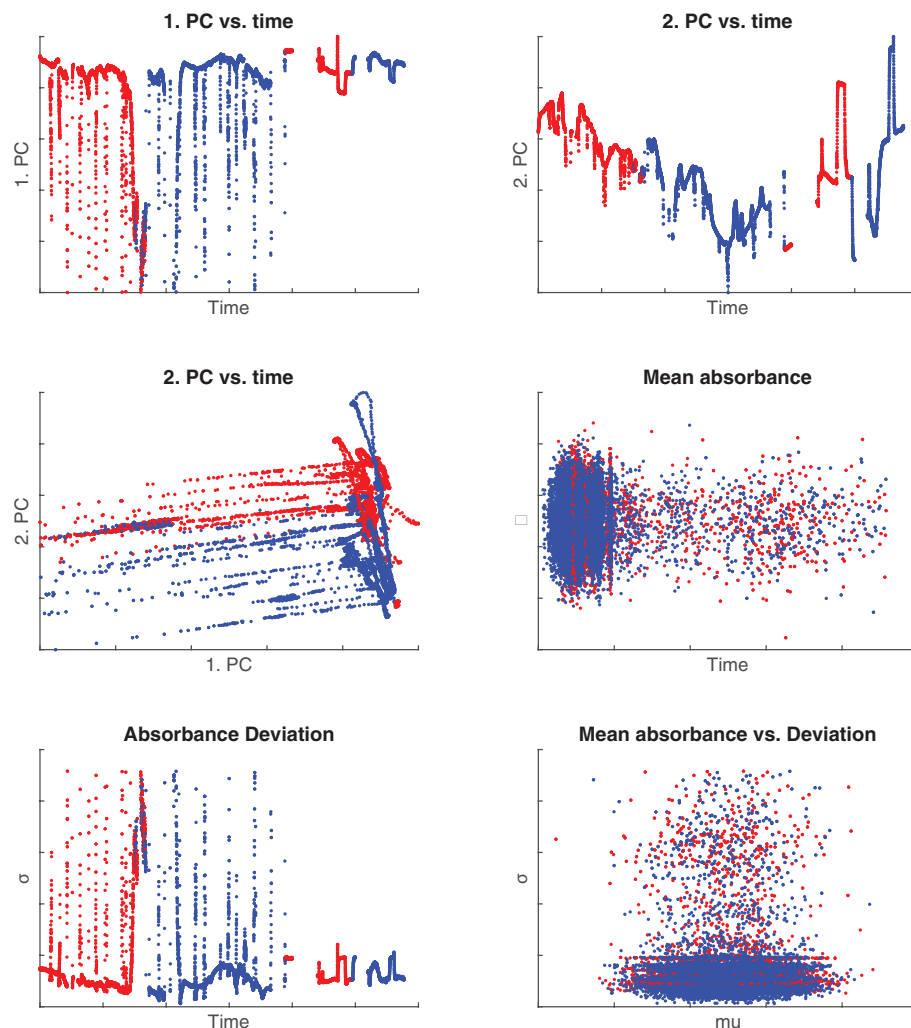 1. PC vs. time
1. PC
Time
2. PC vs. time
2. PC
Time
2. PC vs. time
2. PC
1. PC
Mean absorbance
□
Time
Absorbance Deviation
σ
Time
Mean absorbance vs. Deviation
σ
mu